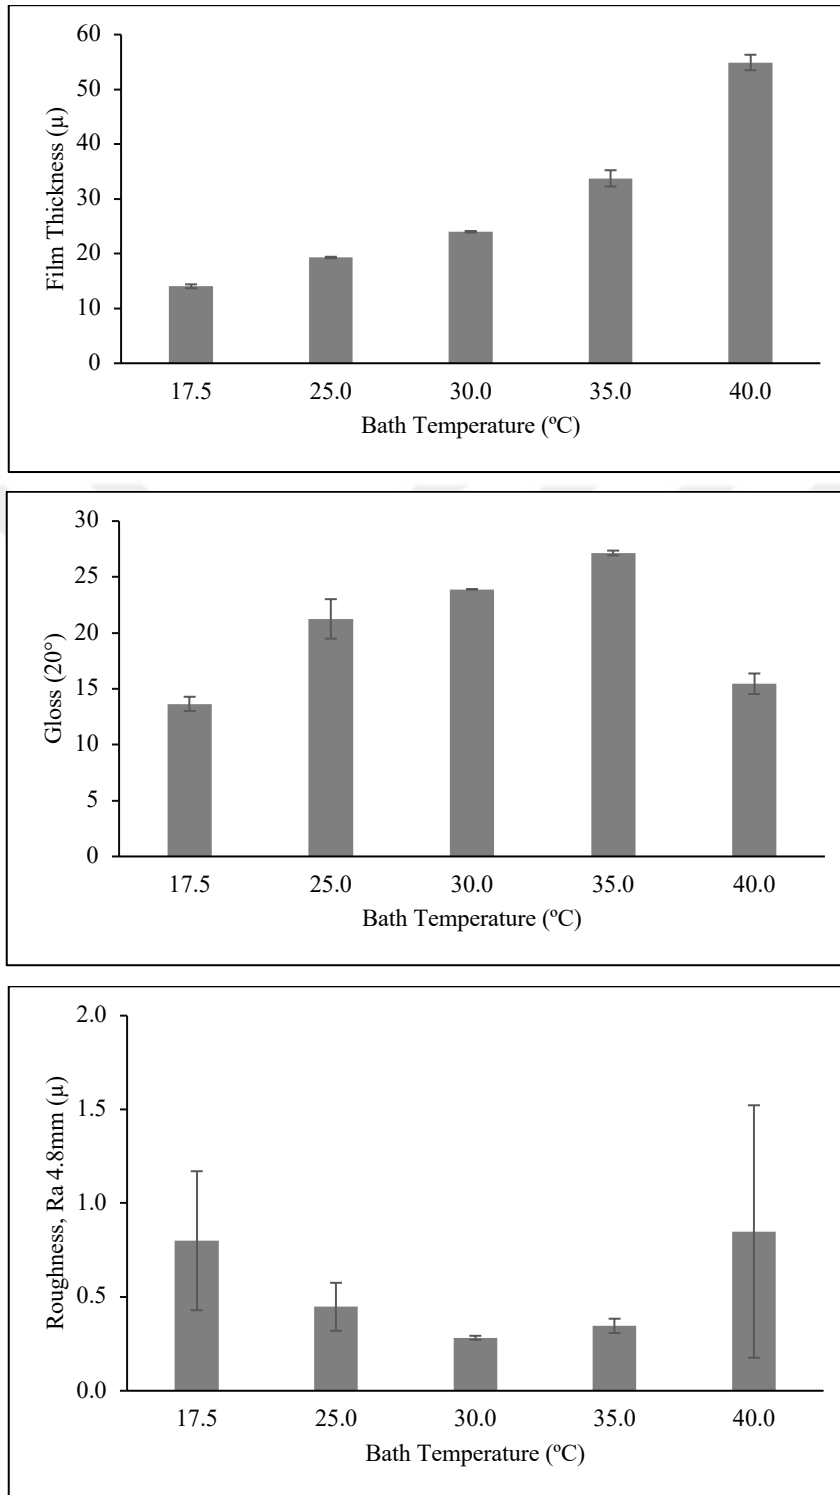 60
50
40
30
20
10
0
Film Thickness (µ)
17.5 25.0 30.0 35.0 40.0
Bath Temperature (ºC)
30
25
20
15
10
5
0
Gloss (20°)
17.5 25.0 30.0 35.0 40.0
Bath Temperature (ºC)
2.0
1.5
1.0
0.5
0.0
Roughness, Ra 4.8mm (µ)
17.5 25.0 30.0 35.0 40.0
Bath Temperature (ºC)